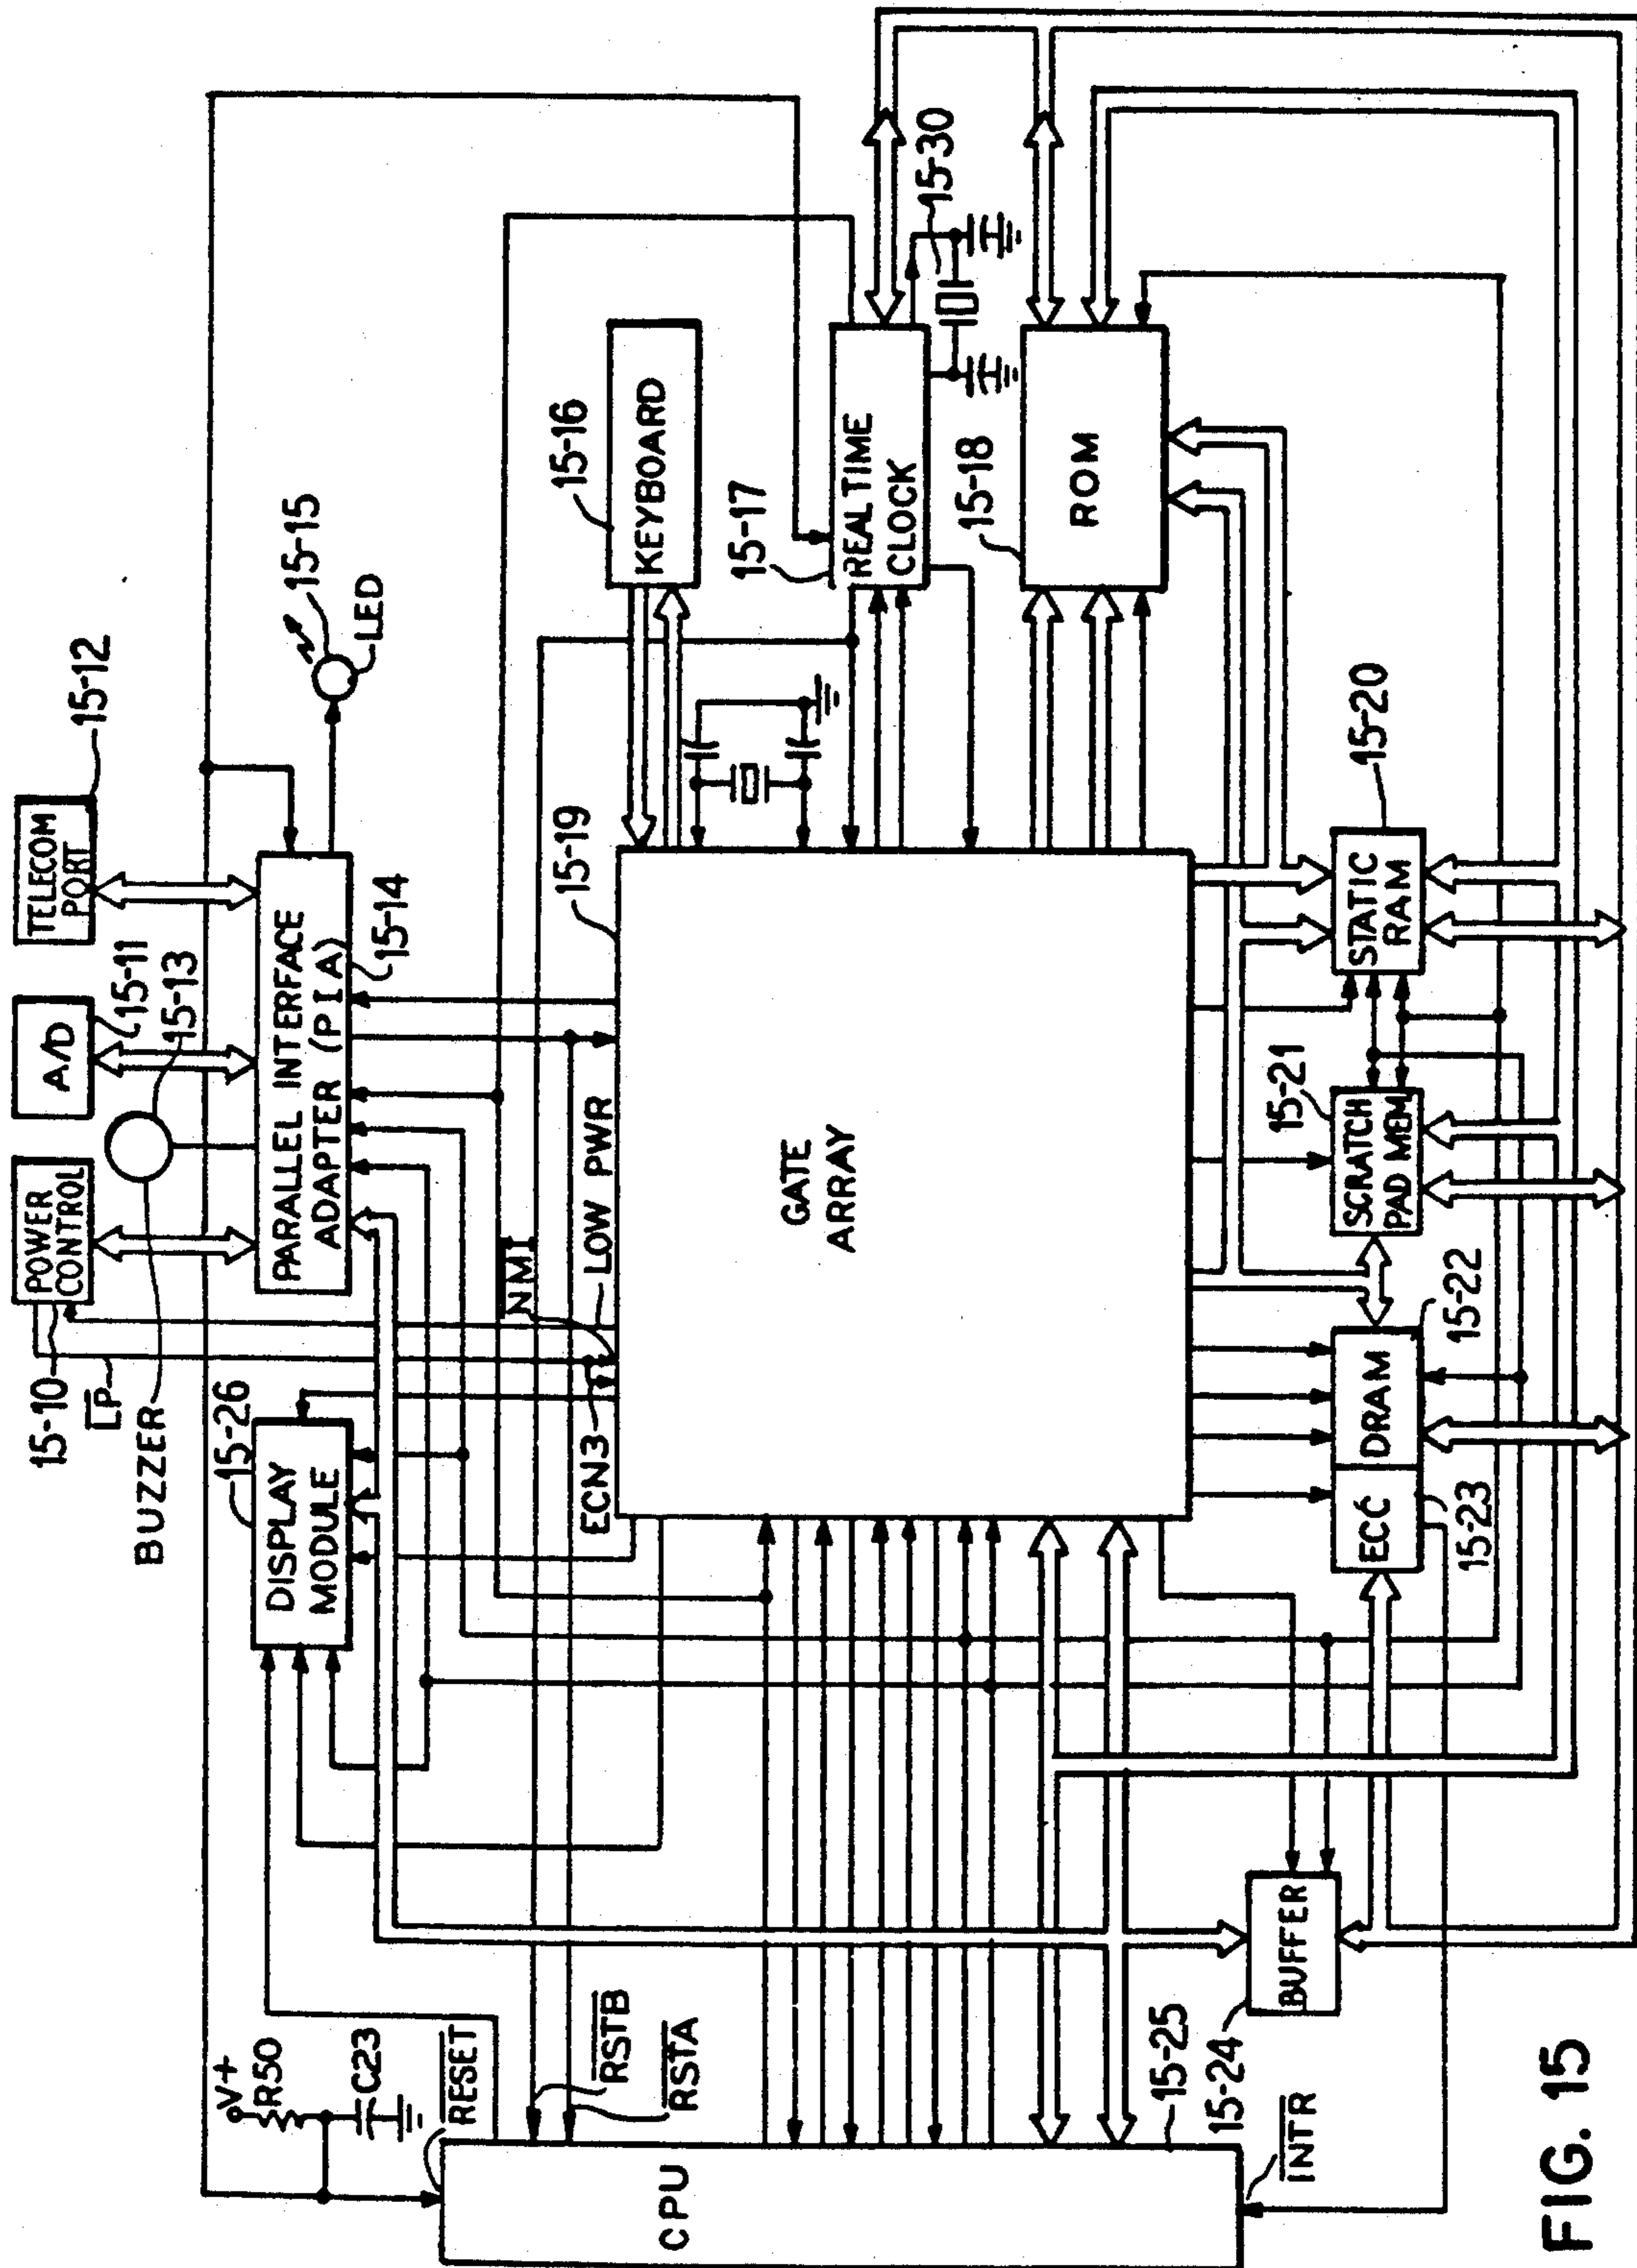 FIG. 15
CPU
15-25
RESET
V+
R50
C23
RSTB
RSTA
INTR
BUFFER
15-24
DISPLAY
MODULE
15-26
POWER
CONTROL
15-10
LP
BUZZER
15-13
A/D
15-11
TELECOM
PORT
15-12
PARALLEL INTERFACE
ADAPTER (PIA)
15-14
LED
15-15
ECN3
NMI
LOW PWR
GATE
ARRAY
15-19
KEYBOARD
15-16
REAL TIME
CLOCK
15-17
15-30
ROM
15-18
ECC
15-23
DRAM
15-22
SCRATCH
PAD MEM
15-21
STATIC
RAM
15-20